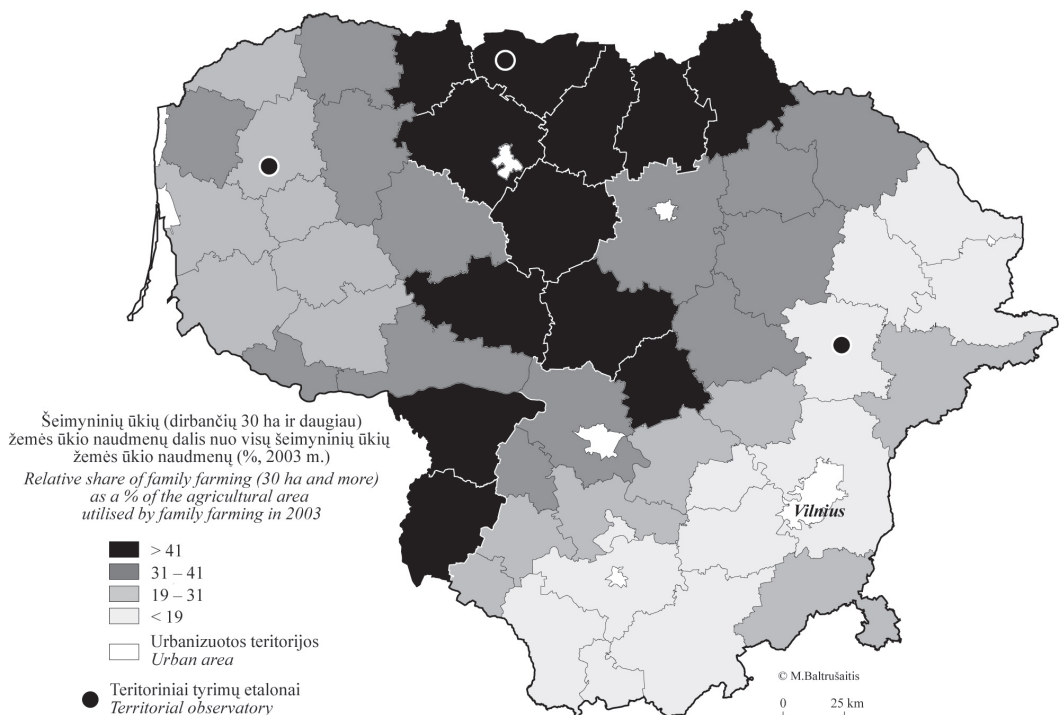 Šeimyninių ūkių (dirbančių 30 ha ir daugiau)
žemės ūkio naudmenų dalis nuo visų šeimyninių ūkių
žemės ūkio naudmenų (%, 2003 m.)
Relative share of family farming (30 ha and more)
as a % of the agricultural area
utilised by family farming in 2003
> 41
31 – 41
19 – 31
< 19
Urbanizuotos teritorijos
Urban area
Teritoriniai tyrimų etalonai
Territorial observatory
Vilnius
© M.Baltrušaitis
0 25 km